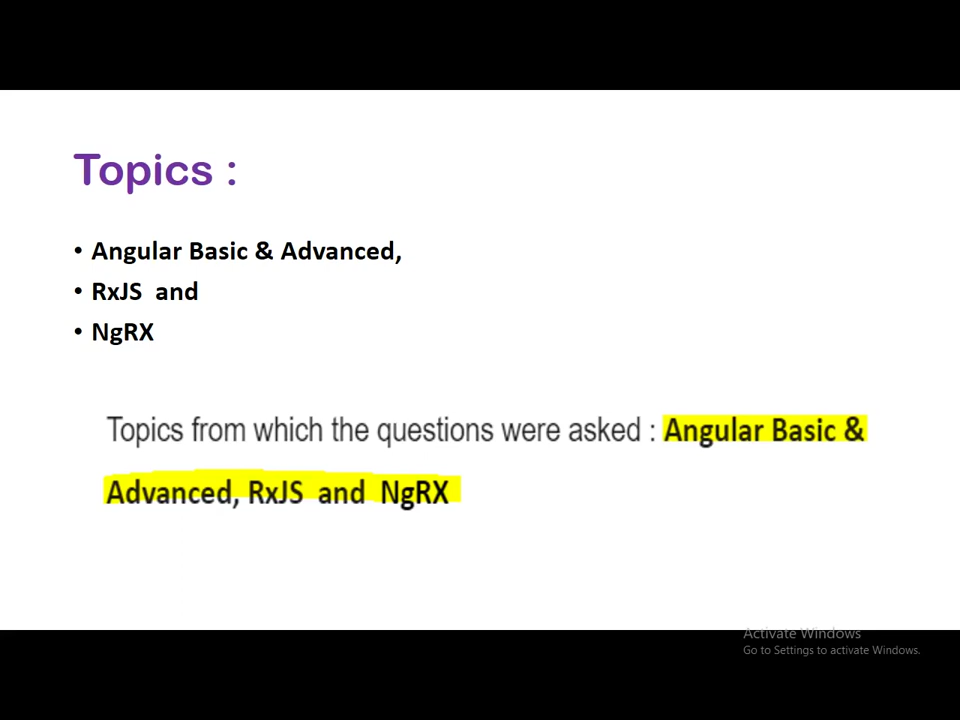 Topics :
• Angular Basic & Advanced,
• RxJS and
• NgRX
Topics from which the questions were asked : Angular Basic &
Advanced, RxJS and NgRX
Activate Windows
Go to Settings to activate Windows.